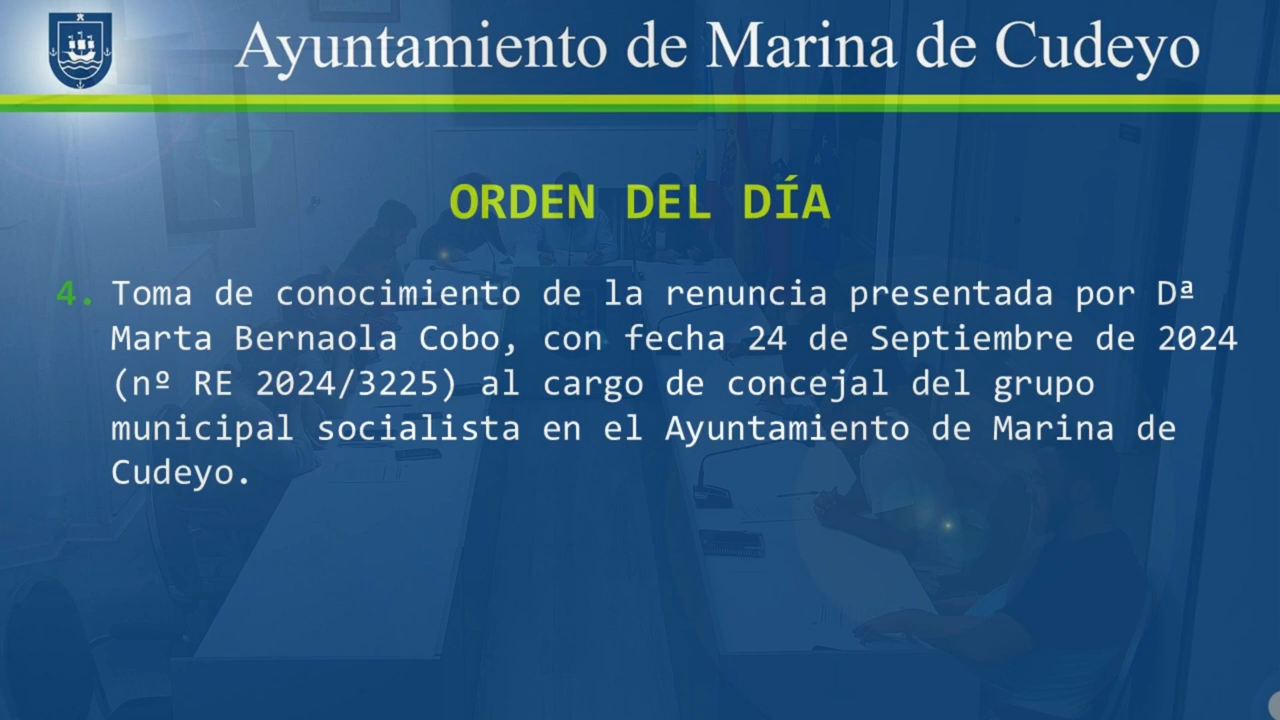 Ayuntamiento de Marina de Cudeyo
ORDEN DEL DÍA
4. Toma de conocimiento de la renuncia presentada por Dª
Marta Bernaola Cobo, con fecha 24 de Septiembre de 2024
(nº RE 2024/3225) al cargo de concejal del grupo
municipal socialista en el Ayuntamiento de Marina de
Cudeyo.